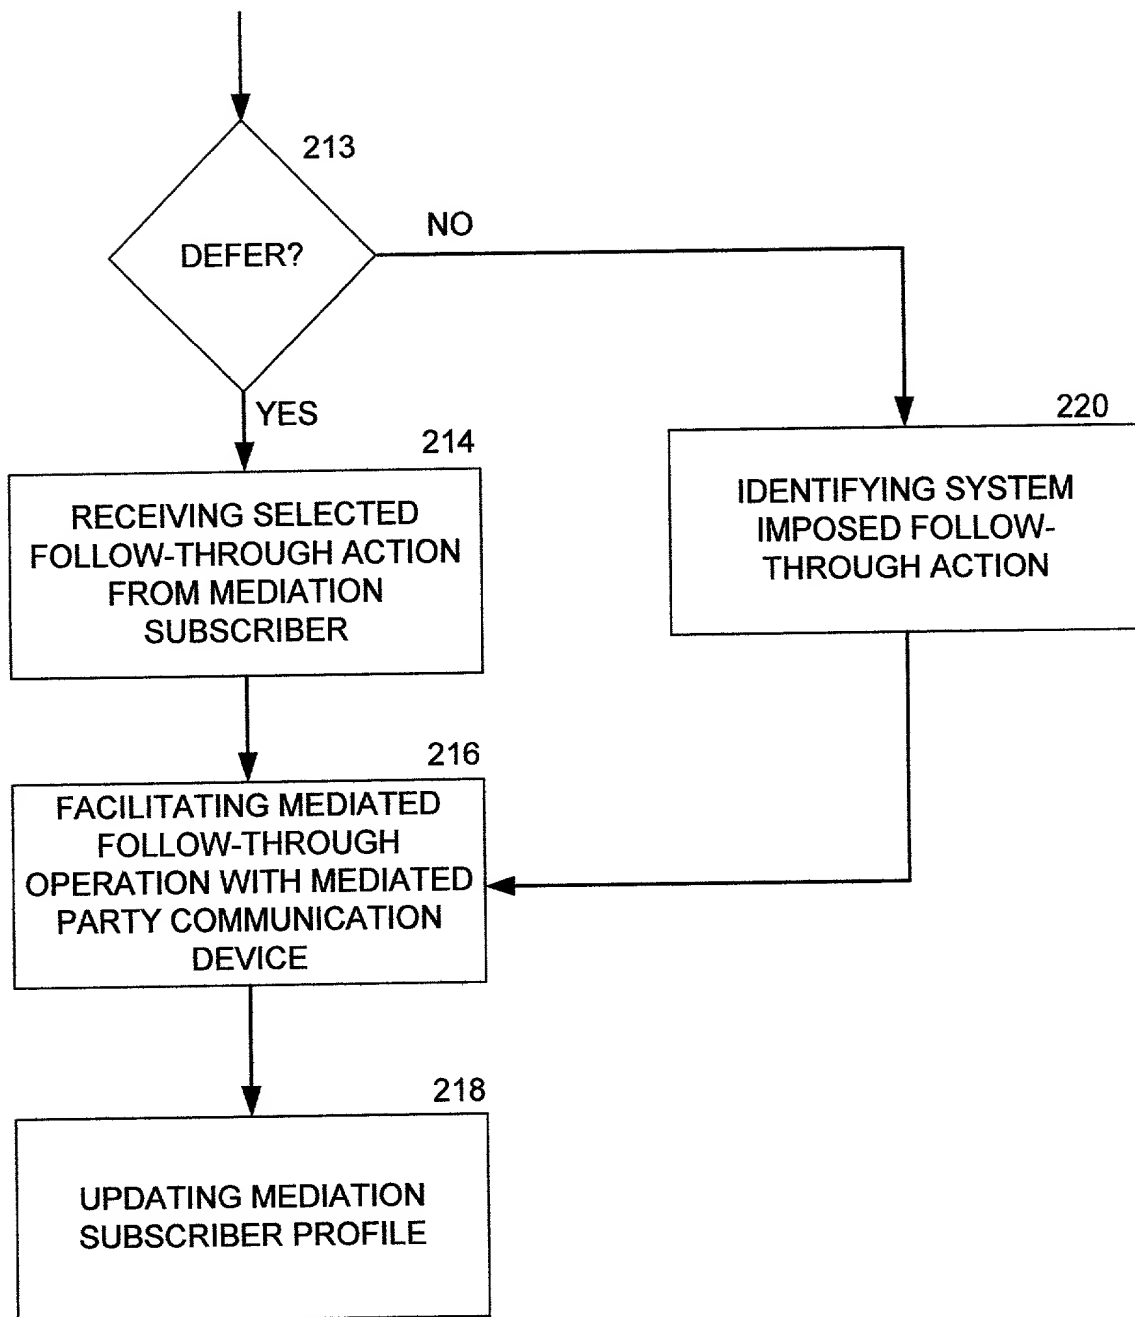 213
DEFER?
NO
YES
214
RECEIVING SELECTED
FOLLOW-THROUGH ACTION
FROM MEDIATION
SUBSCRIBER
220
IDENTIFYING SYSTEM
IMPOSED FOLLOW-
THROUGH ACTION
216
FACILITATING MEDIATED
FOLLOW-THROUGH
OPERATION WITH MEDIATED
PARTY COMMUNICATION
DEVICE
218
UPDATING MEDIATION
SUBSCRIBER PROFILE